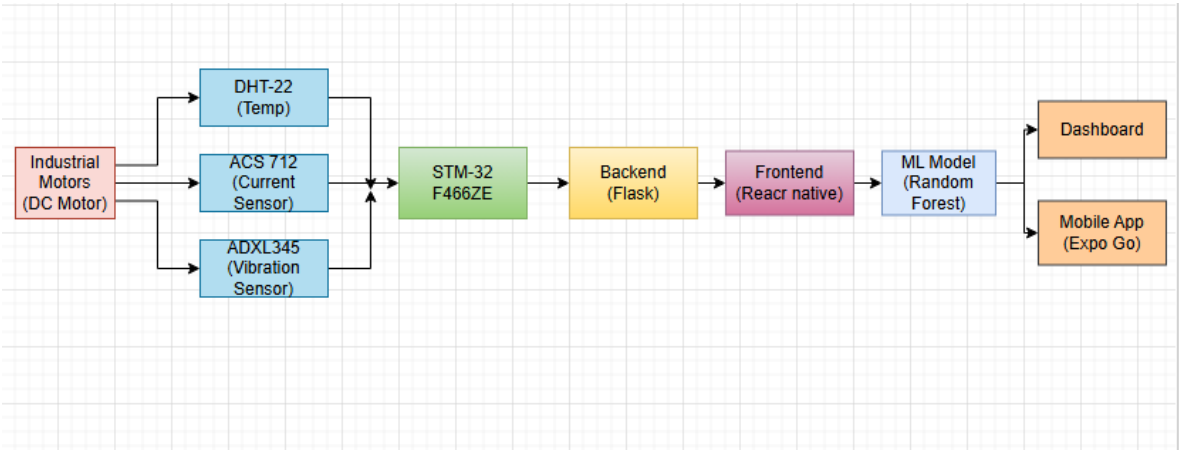 Industrial
Motors
(DC Motor)
DHT-22
(Temp)
ACS 712
(Current
Sensor)
ADXL345
(Vibration
Sensor)
STM-32
F466ZE
Backend
(Flask)
Frontend
(Reacr native)
ML Model
(Random
Forest)
Dashboard
Mobile App
(Expo Go)